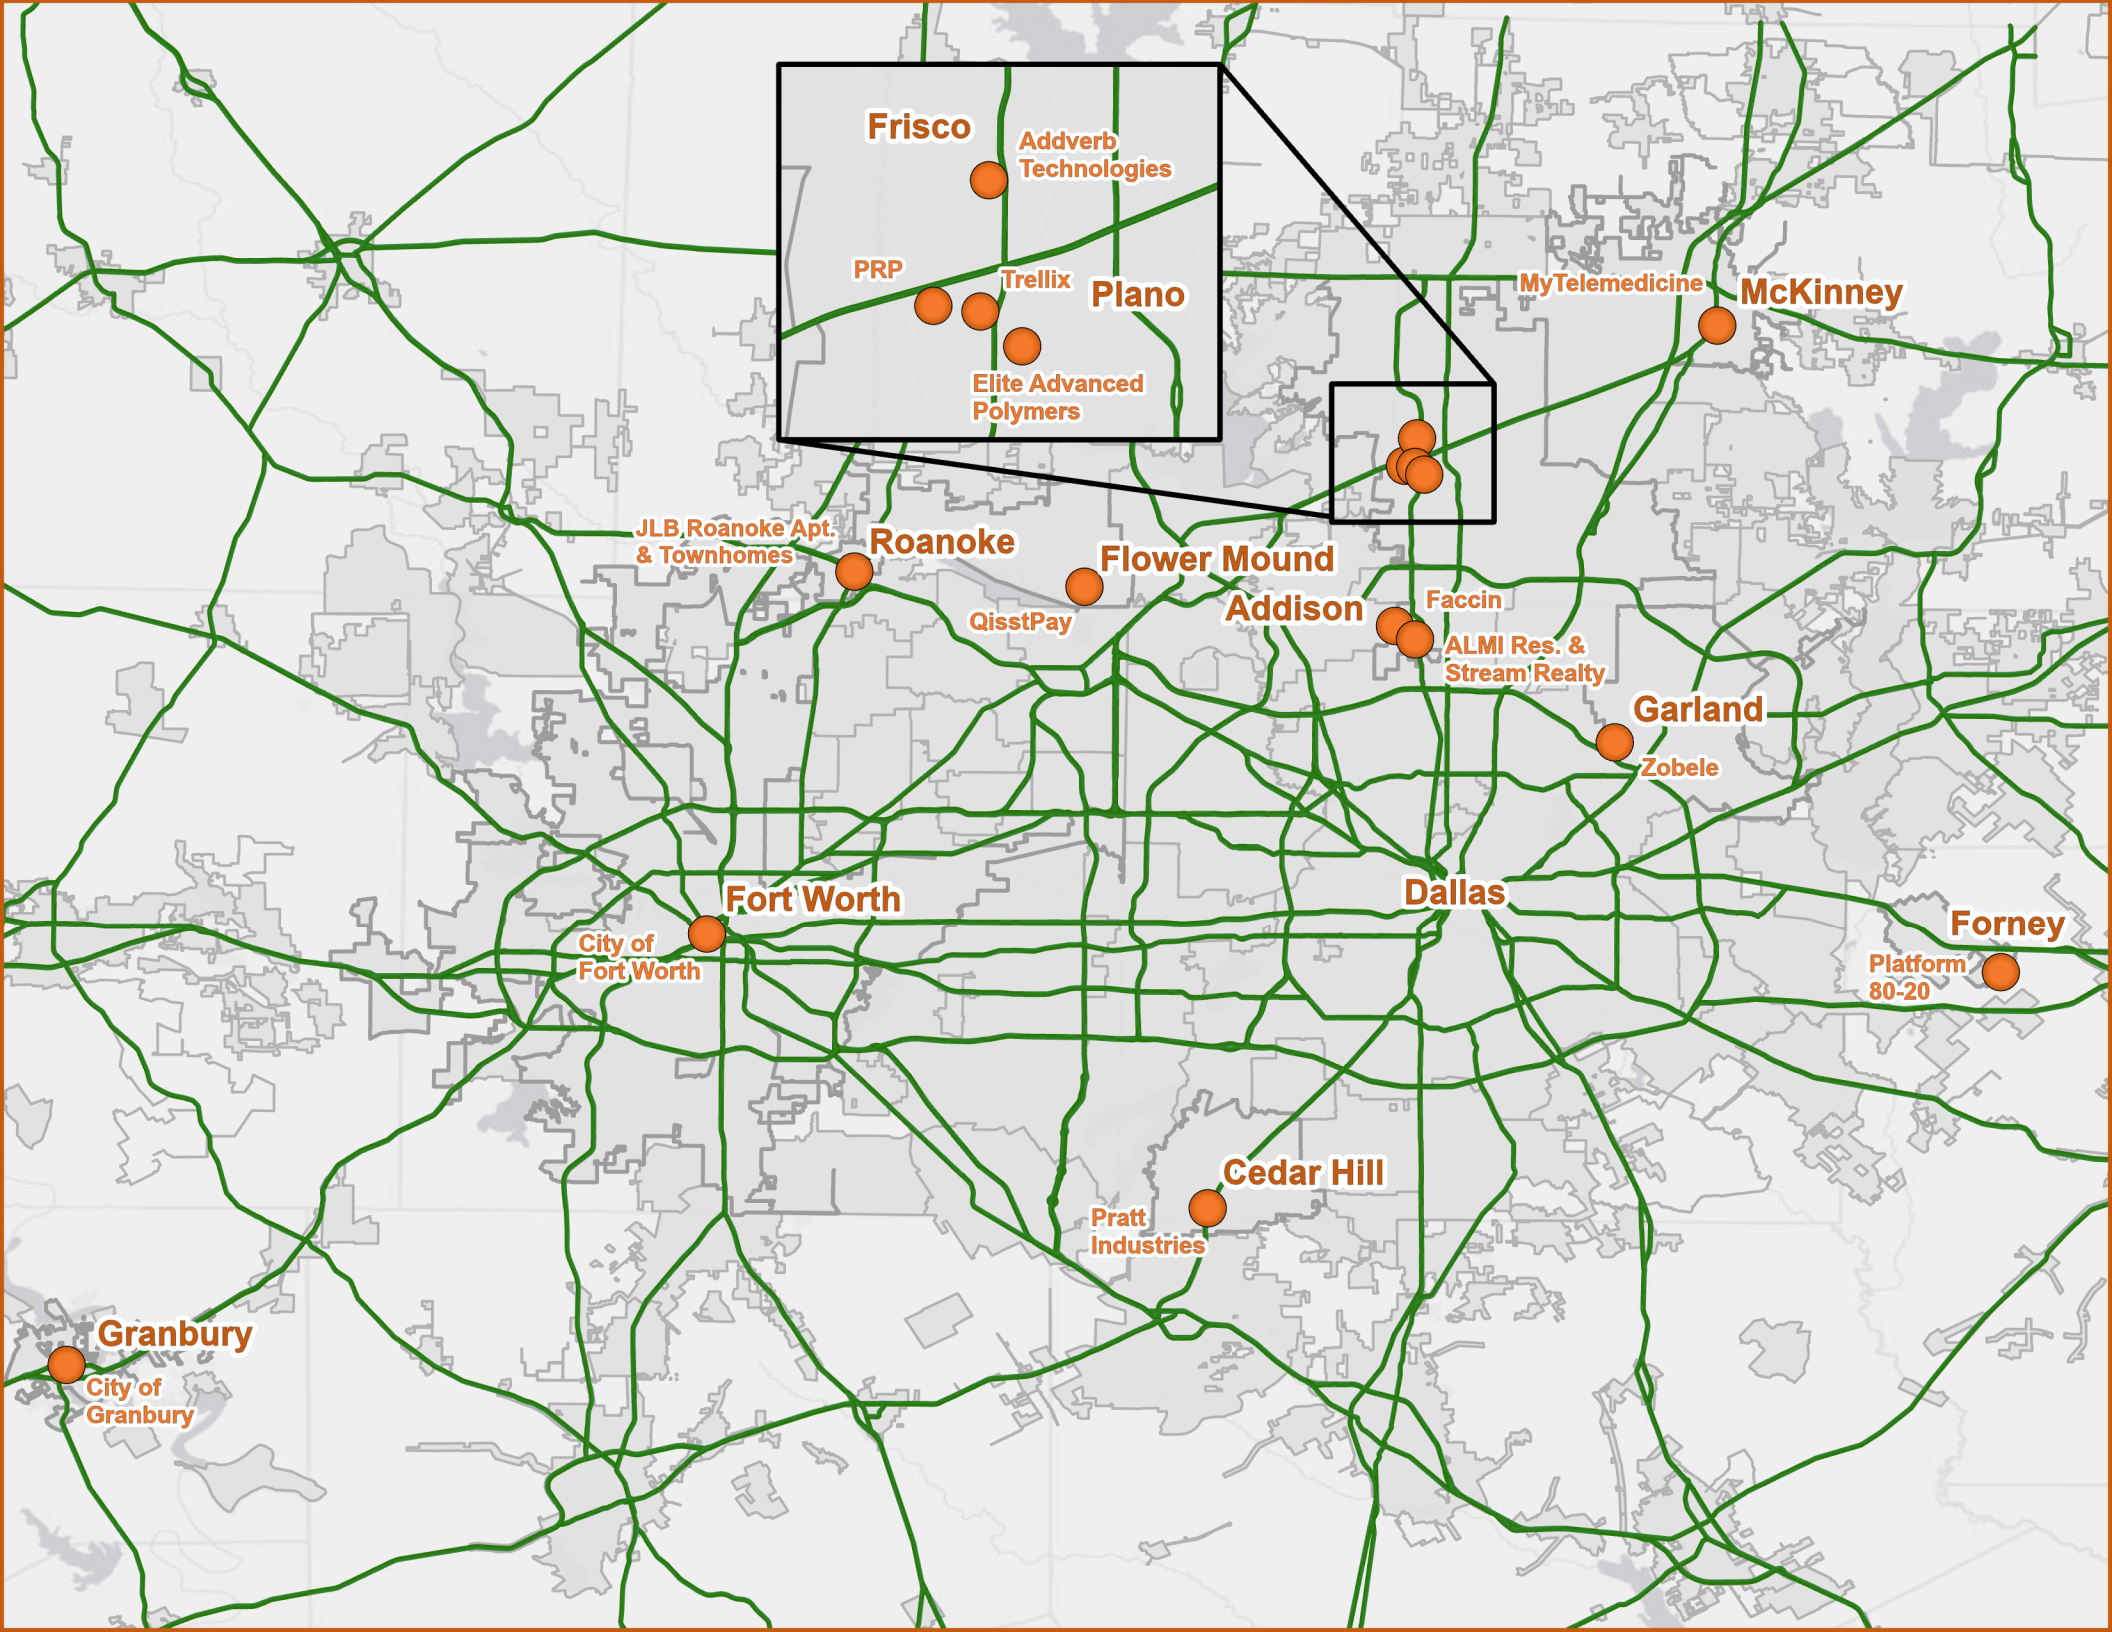 Frisco
Addverb
Technologies
PRP
Trellix
Plano
Elite Advanced
Polymers
MyTelemedicine
McKinney
JLB Roanoke Apt.
& Townhomes
Roanoke
Flower Mound
QisstPay
Addison
Faccin
ALMI Res. &
Stream Realty
Garland
Zobele
Fort Worth
City of
Fort Worth
Dallas
Forney
Platform
80-20
Cedar Hill
Pratt
Industries
Granbury
City of
Granbury